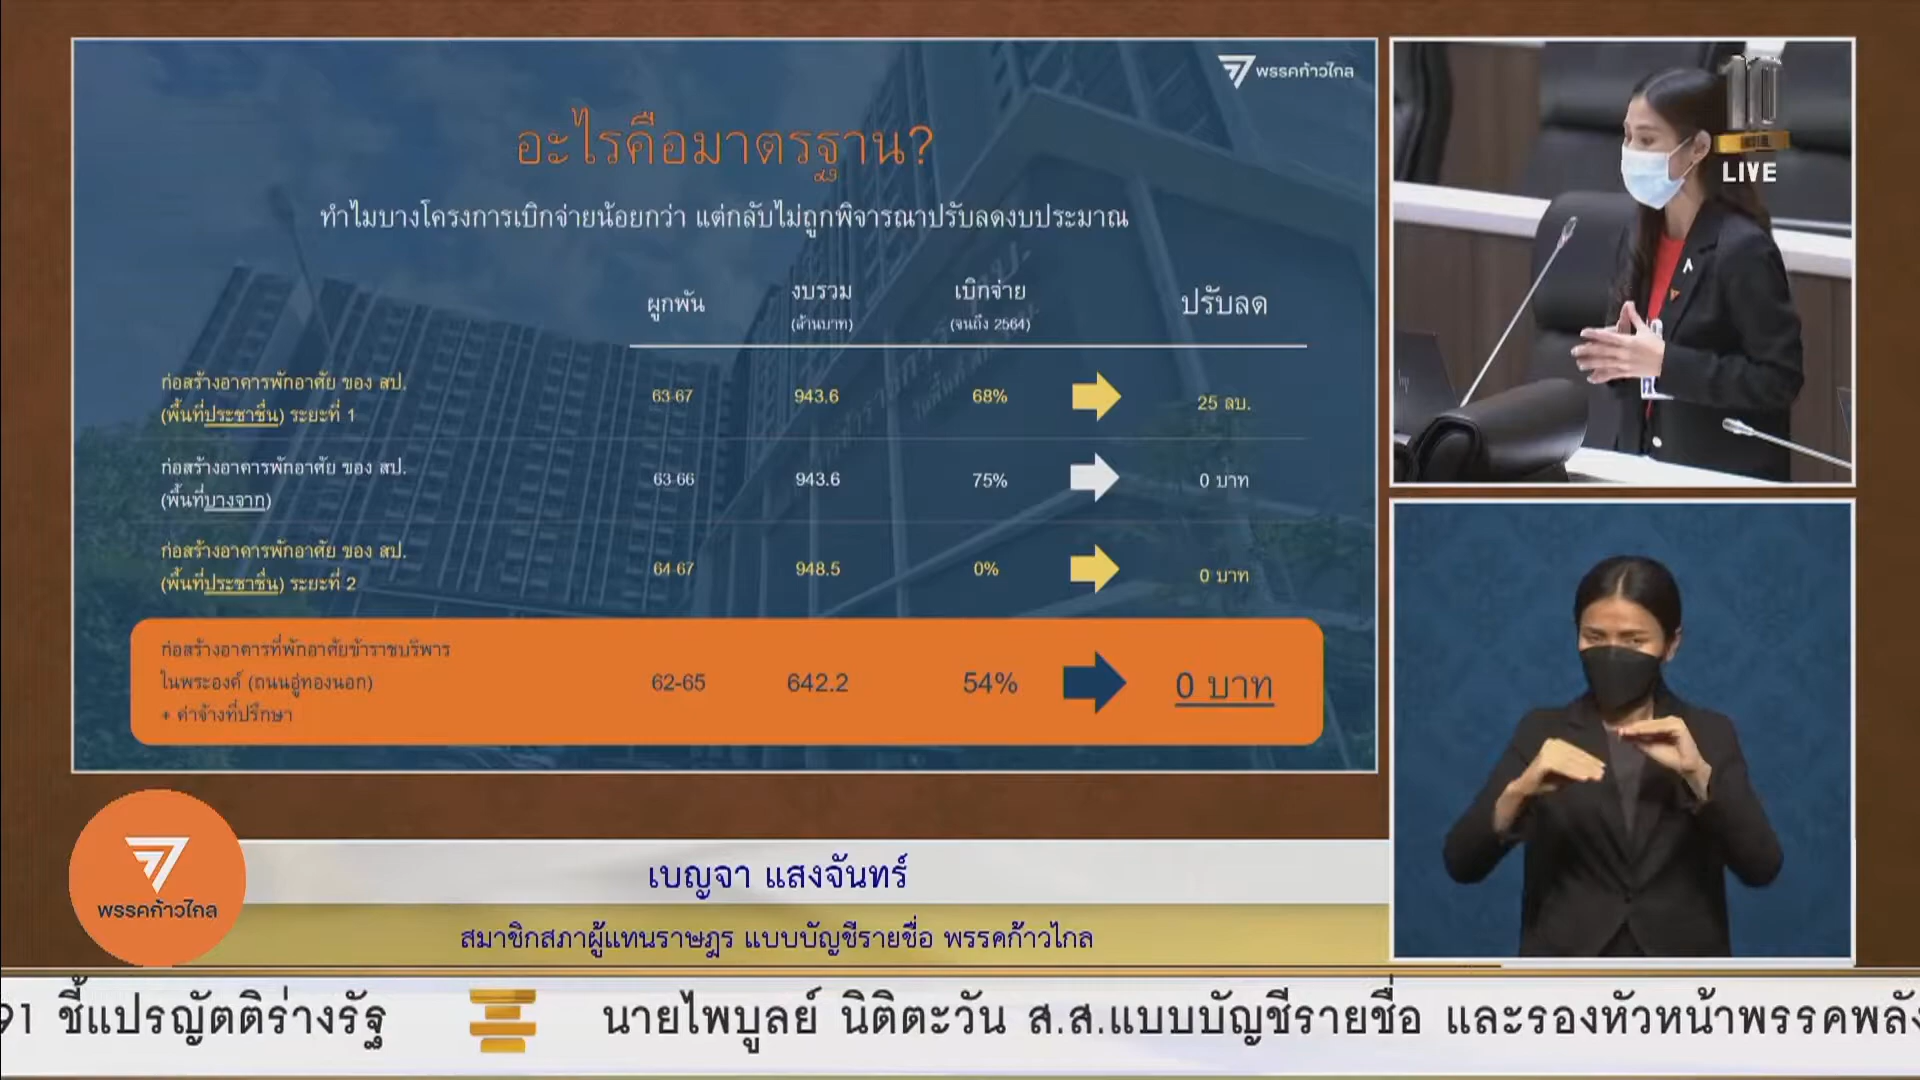 พรรคก้าวไกล
อะไรคือมาตรฐาน?
ทำไมบางโครงการเบิกจ่ายน้อยกว่า แต่กลับไม่ถูกพิจารณาปรับลดงบประมาณ
ผูกพัน งบรวม (ล้านบาท) เบิกจ่าย (จนถึง 2564) ปรับลด
ก่อสร้างอาคารพักอาศัย ของ สป.
(พื้นที่ประชาชื่น) ระยะที่ 1
63-67 943.6 68% 25 ลบ.
ก่อสร้างอาคารพักอาศัย ของ สป.
(พื้นที่บางจาก)
63-66 943.6 75% 0 บาท
ก่อสร้างอาคารพักอาศัย ของ สป.
(พื้นที่ประชาชื่น) ระยะที่ 2
64-67 948.5 0% 0 บาท
ก่อสร้างอาคารที่พักอาศัยข้าราชบริพาร
ในพระองค์ (ถนนอู่ทองนอก)
+ ค่าจ้างที่ปรึกษา
62-65 642.2 54% 0 บาท
10
LIVE
พรรคก้าวไกล
เบญจา แสงจันทร์
สมาชิกสภาผู้แทนราษฎร แบบบัญชีรายชื่อ พรรคก้าวไกล
91 ชี้แปรญัตติร่างรัฐ นายไพบูลย์ นิติตะวัน ส.ส.แบบบัญชีรายชื่อ และรองหัวหน้าพรรคพลัง